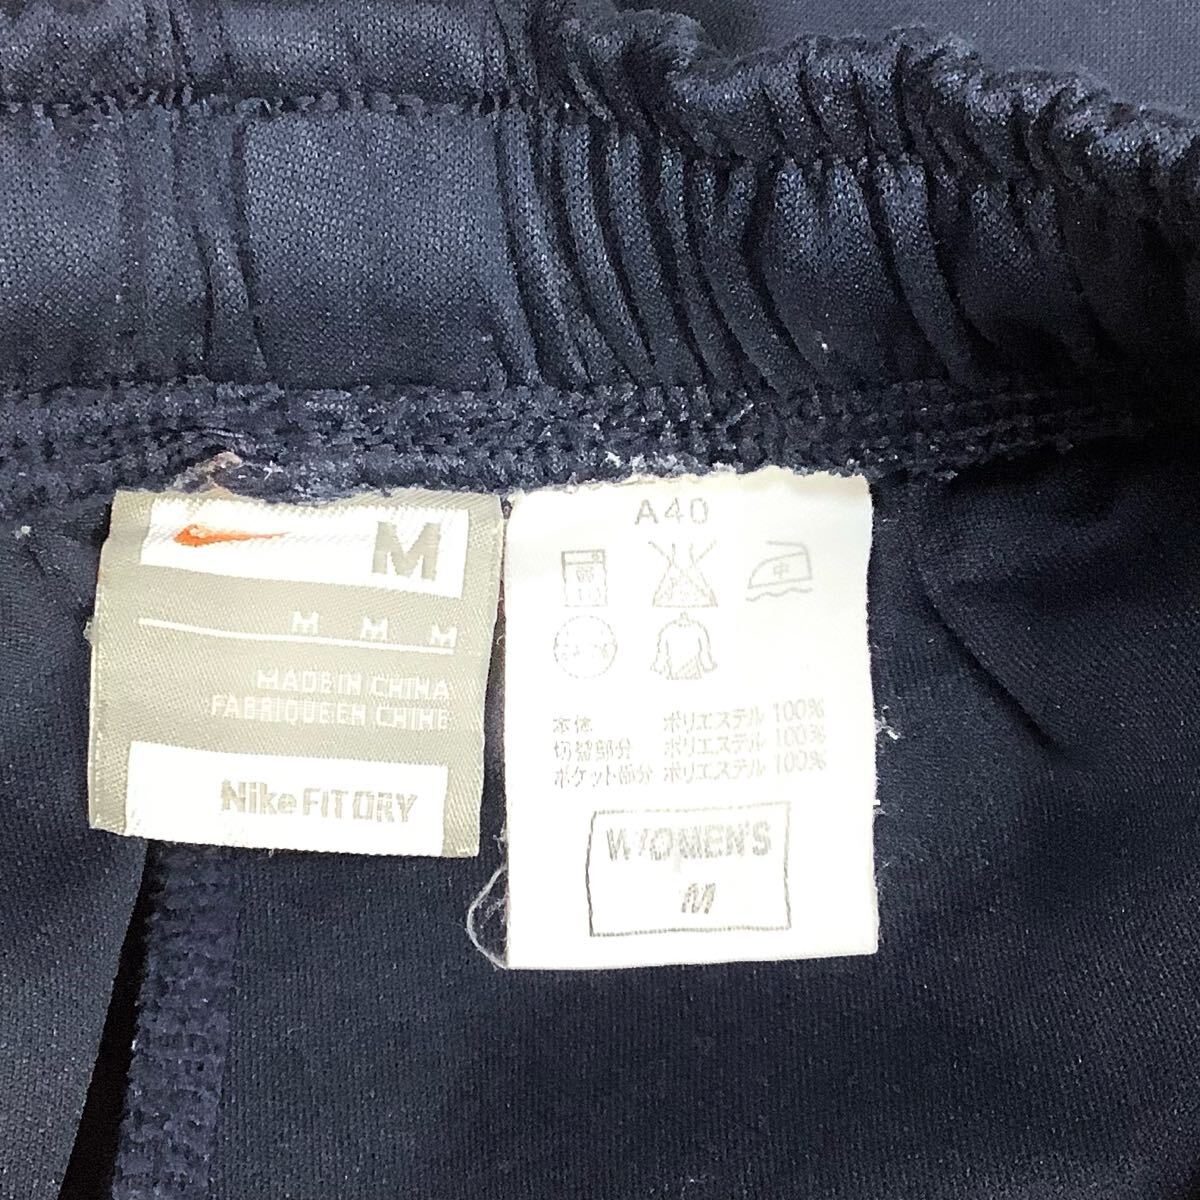 M
M M M
MADE IN CHINA
FABRIQUE EN CHINE
Nike FIT DRY
A40
中
本体 ポリエステル 100%
切替部分 ポリエステル 100%
ポケット部分 ポリエステル 100%
WOMEN'S
M